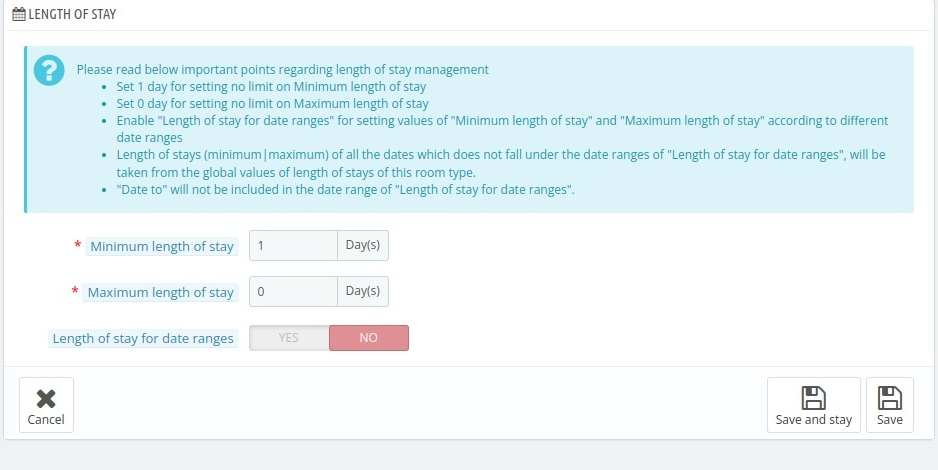 LENGTH OF STAY
?
Please read below important points regarding length of stay management
• Set 1 day for setting no limit on Minimum length of stay
• Set 0 day for setting no limit on Maximum length of stay
• Enable "Length of stay for date ranges" for setting values of "Minimum length of stay" and "Maximum length of stay" according to different
date ranges
• Length of stays (minimum|maximum) of all the dates which does not fall under the date ranges of "Length of stay for date ranges", will be
taken from the global values of length of stays of this room type.
• "Date to" will not be included in the date range of "Length of stay for date ranges".
* Minimum length of stay 1 Day(s)
* Maximum length of stay 0 Day(s)
Length of stay for date ranges YES NO
Cancel Save and stay Save